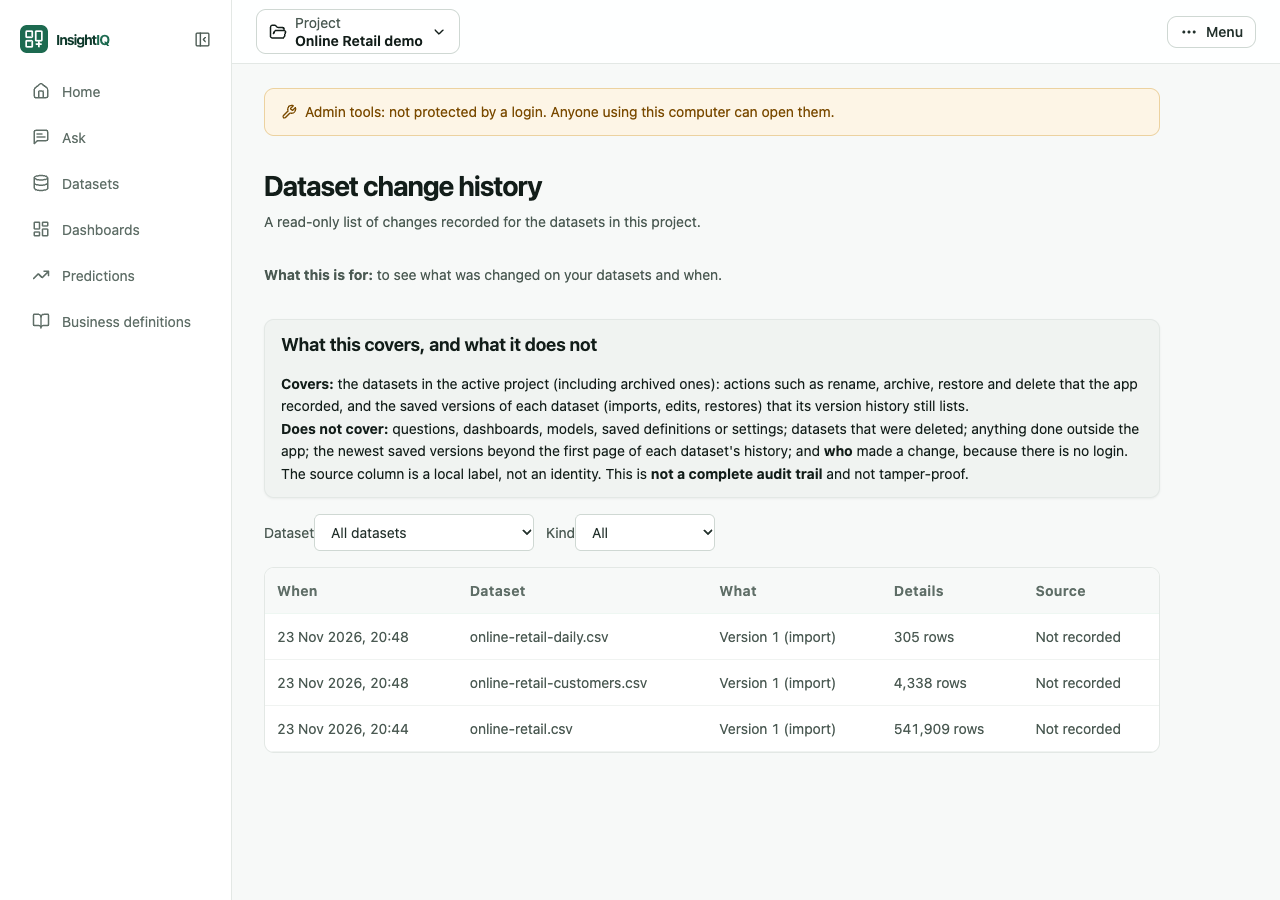 InsightIQ
Project
Online Retail demo
Menu
Home
Ask
Datasets
Dashboards
Predictions
Business definitions
Admin tools: not protected by a login. Anyone using this computer can open them.
Dataset change history
A read-only list of changes recorded for the datasets in this project.
What this is for: to see what was changed on your datasets and when.
What this covers, and what it does not
Covers: the datasets in the active project (including archived ones): actions such as rename, archive, restore and delete that the app
recorded, and the saved versions of each dataset (imports, edits, restores) that its version history still lists.
Does not cover: questions, dashboards, models, saved definitions or settings; datasets that were deleted; anything done outside the
app; the newest saved versions beyond the first page of each dataset's history; and who made a change, because there is no login.
The source column is a local label, not an identity. This is not a complete audit trail and not tamper-proof.
Dataset All datasets Kind All
When Dataset What Details Source
23 Nov 2026, 20:48 online-retail-daily.csv Version 1 (import) 305 rows Not recorded
23 Nov 2026, 20:48 online-retail-customers.csv Version 1 (import) 4,338 rows Not recorded
23 Nov 2026, 20:44 online-retail.csv Version 1 (import) 541,909 rows Not recorded